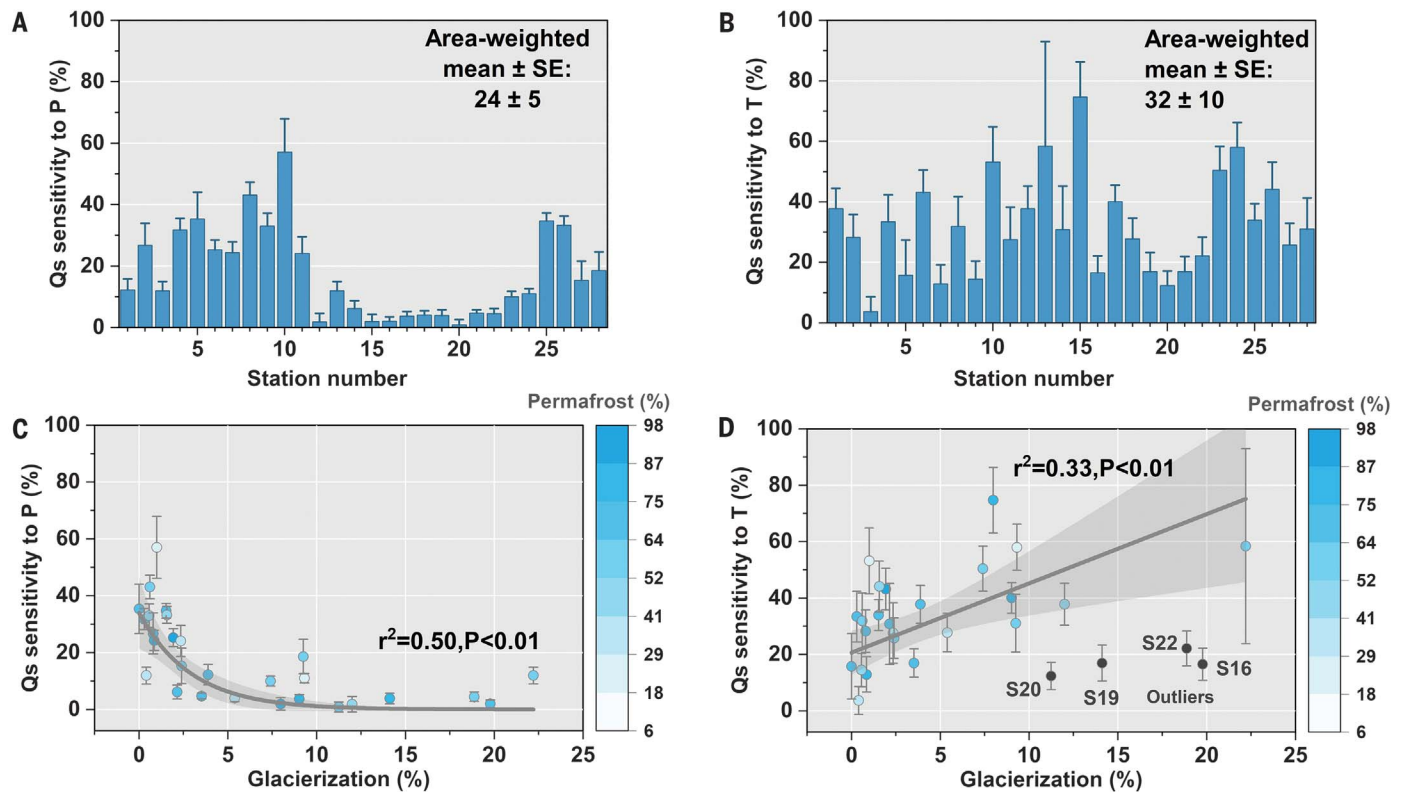 A
100
80
60
40
20
0
Qs sensitivity to P (%)
Area-weighted
mean ± SE:
24 ± 5
5
10
15
20
25
Station number
B
100
80
60
40
20
0
Qs sensitivity to T (%)
Area-weighted
mean ± SE:
32 ± 10
5
10
15
20
25
Station number
C
100
80
60
40
20
0
Qs sensitivity to P (%)
r²=0.50,P<0.01
0
5
10
15
20
25
Glacierization (%)
Permafrost (%)
98
87
75
64
52
41
29
18
6
D
100
80
60
40
20
0
Qs sensitivity to T (%)
r²=0.33,P<0.01
S22
S16
S20
S19
Outliers
0
5
10
15
20
25
Glacierization (%)
Permafrost (%)
98
87
75
64
52
41
29
18
6